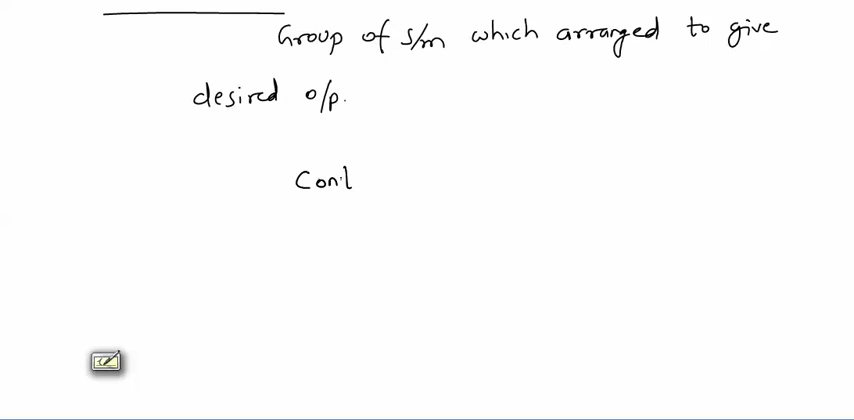 Group of s/m which arranged to give
desired o/p.
Con